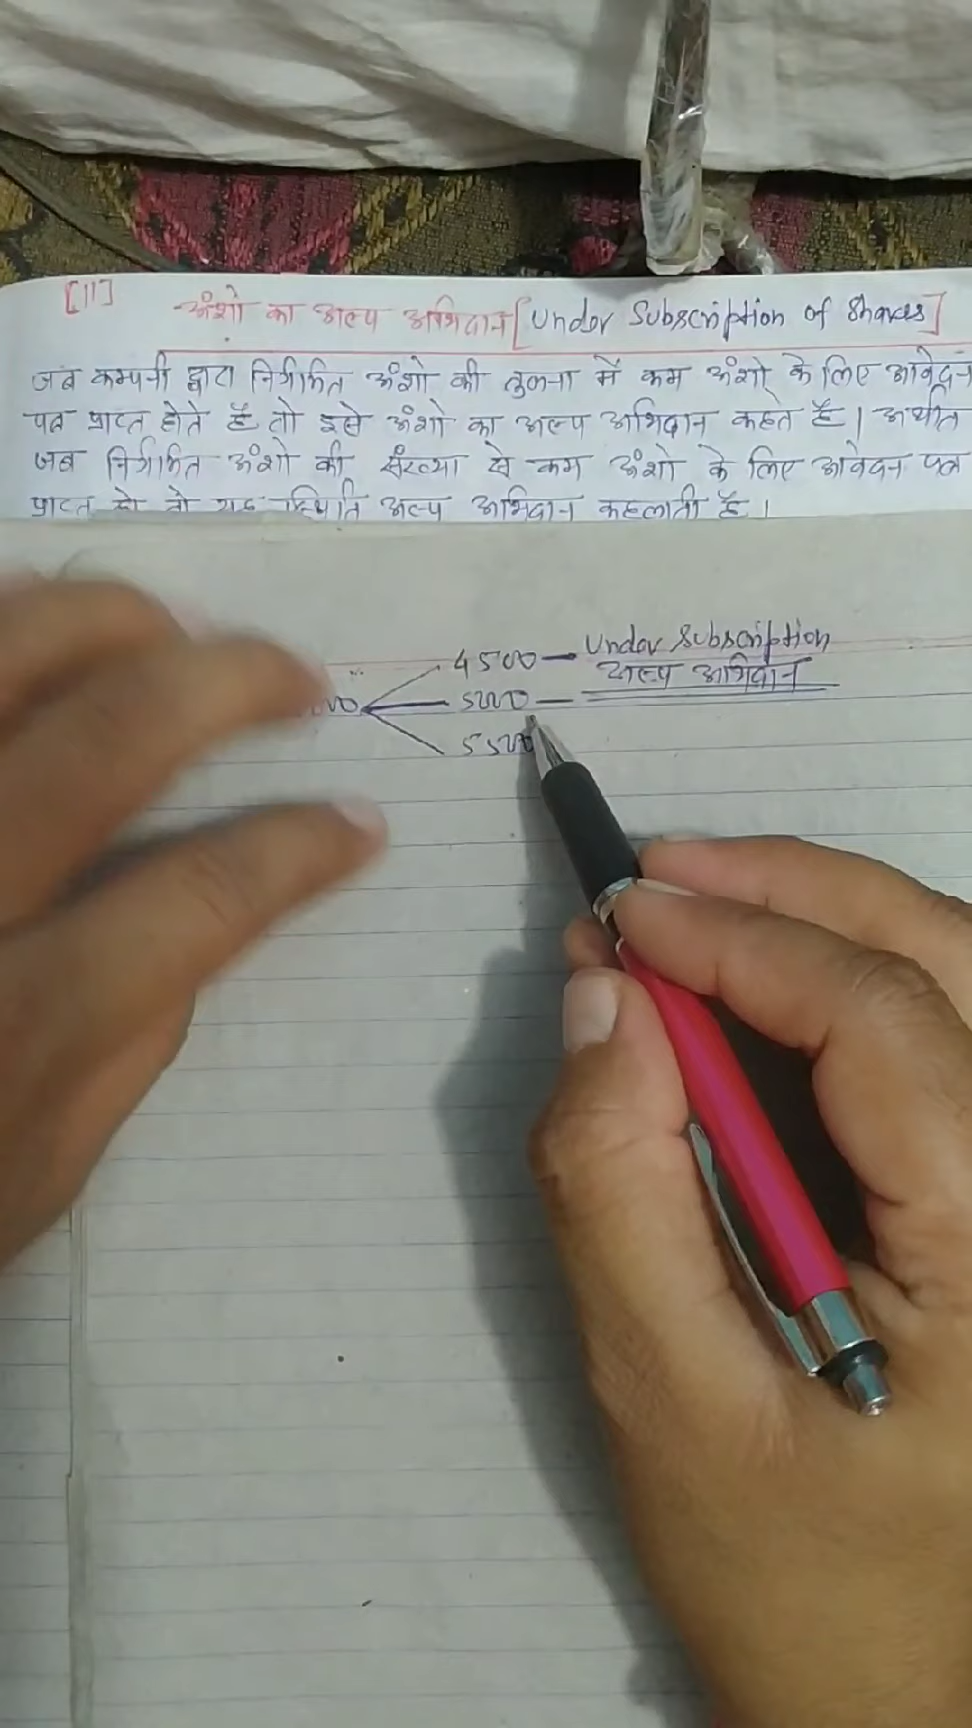 [11] अंशो का अल्प अभिदान [Under Subscription of Shares]
जब कम्पनी द्वारा निर्गमित अंशो की तुलना में कम अंशो के लिए आवेदन
पत्र प्राप्त होते है तो इसे अंशो का अल्प अभिदान कहते है। अर्थात
जब निर्गमित अंशो की संख्या से कम अंशो के लिए आवेदन पत्र
प्राप्त हो तो यह स्थिति अल्प अभिदान कहलाती है।
4500 — Under Subscription
अल्प अभिदान
5000 —